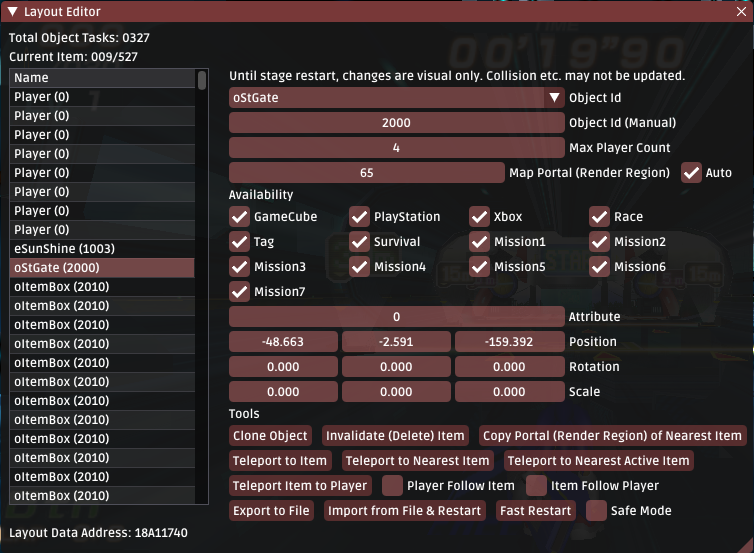 Layout Editor
Total Object Tasks: 0327
Current Item: 009/527
Name
Player (0)
Player (0)
Player (0)
Player (0)
Player (0)
Player (0)
Player (0)
Player (0)
eSunShine (1003)
oStGate (2000)
oItemBox (2010)
oItemBox (2010)
oItemBox (2010)
oItemBox (2010)
oItemBox (2010)
oItemBox (2010)
oItemBox (2010)
oItemBox (2010)
oItemBox (2010)
oItemBox (2010)
oItemBox (2010)
oItemBox (2010)
Layout Data Address: 18A11740
TIME
00'19"90
Until stage restart, changes are visual only. Collision etc. may not be updated.
oStGate Object Id
2000 Object Id (Manual)
4 Max Player Count
65 Map Portal (Render Region) Auto
Availability
GameCube PlayStation Xbox Race
Tag Survival Mission1 Mission2
Mission3 Mission4 Mission5 Mission6
Mission7
0 Attribute
-48.663 -2.591 -159.392 Position
0.000 0.000 0.000 Rotation
0.000 0.000 0.000 Scale
Tools
Clone Object Invalidate (Delete) Item Copy Portal (Render Region) of Nearest Item
Teleport to Item Teleport to Nearest Item Teleport to Nearest Active Item
Teleport Item to Player Player Follow Item Item Follow Player
Export to File Import from File & Restart Fast Restart Safe Mode